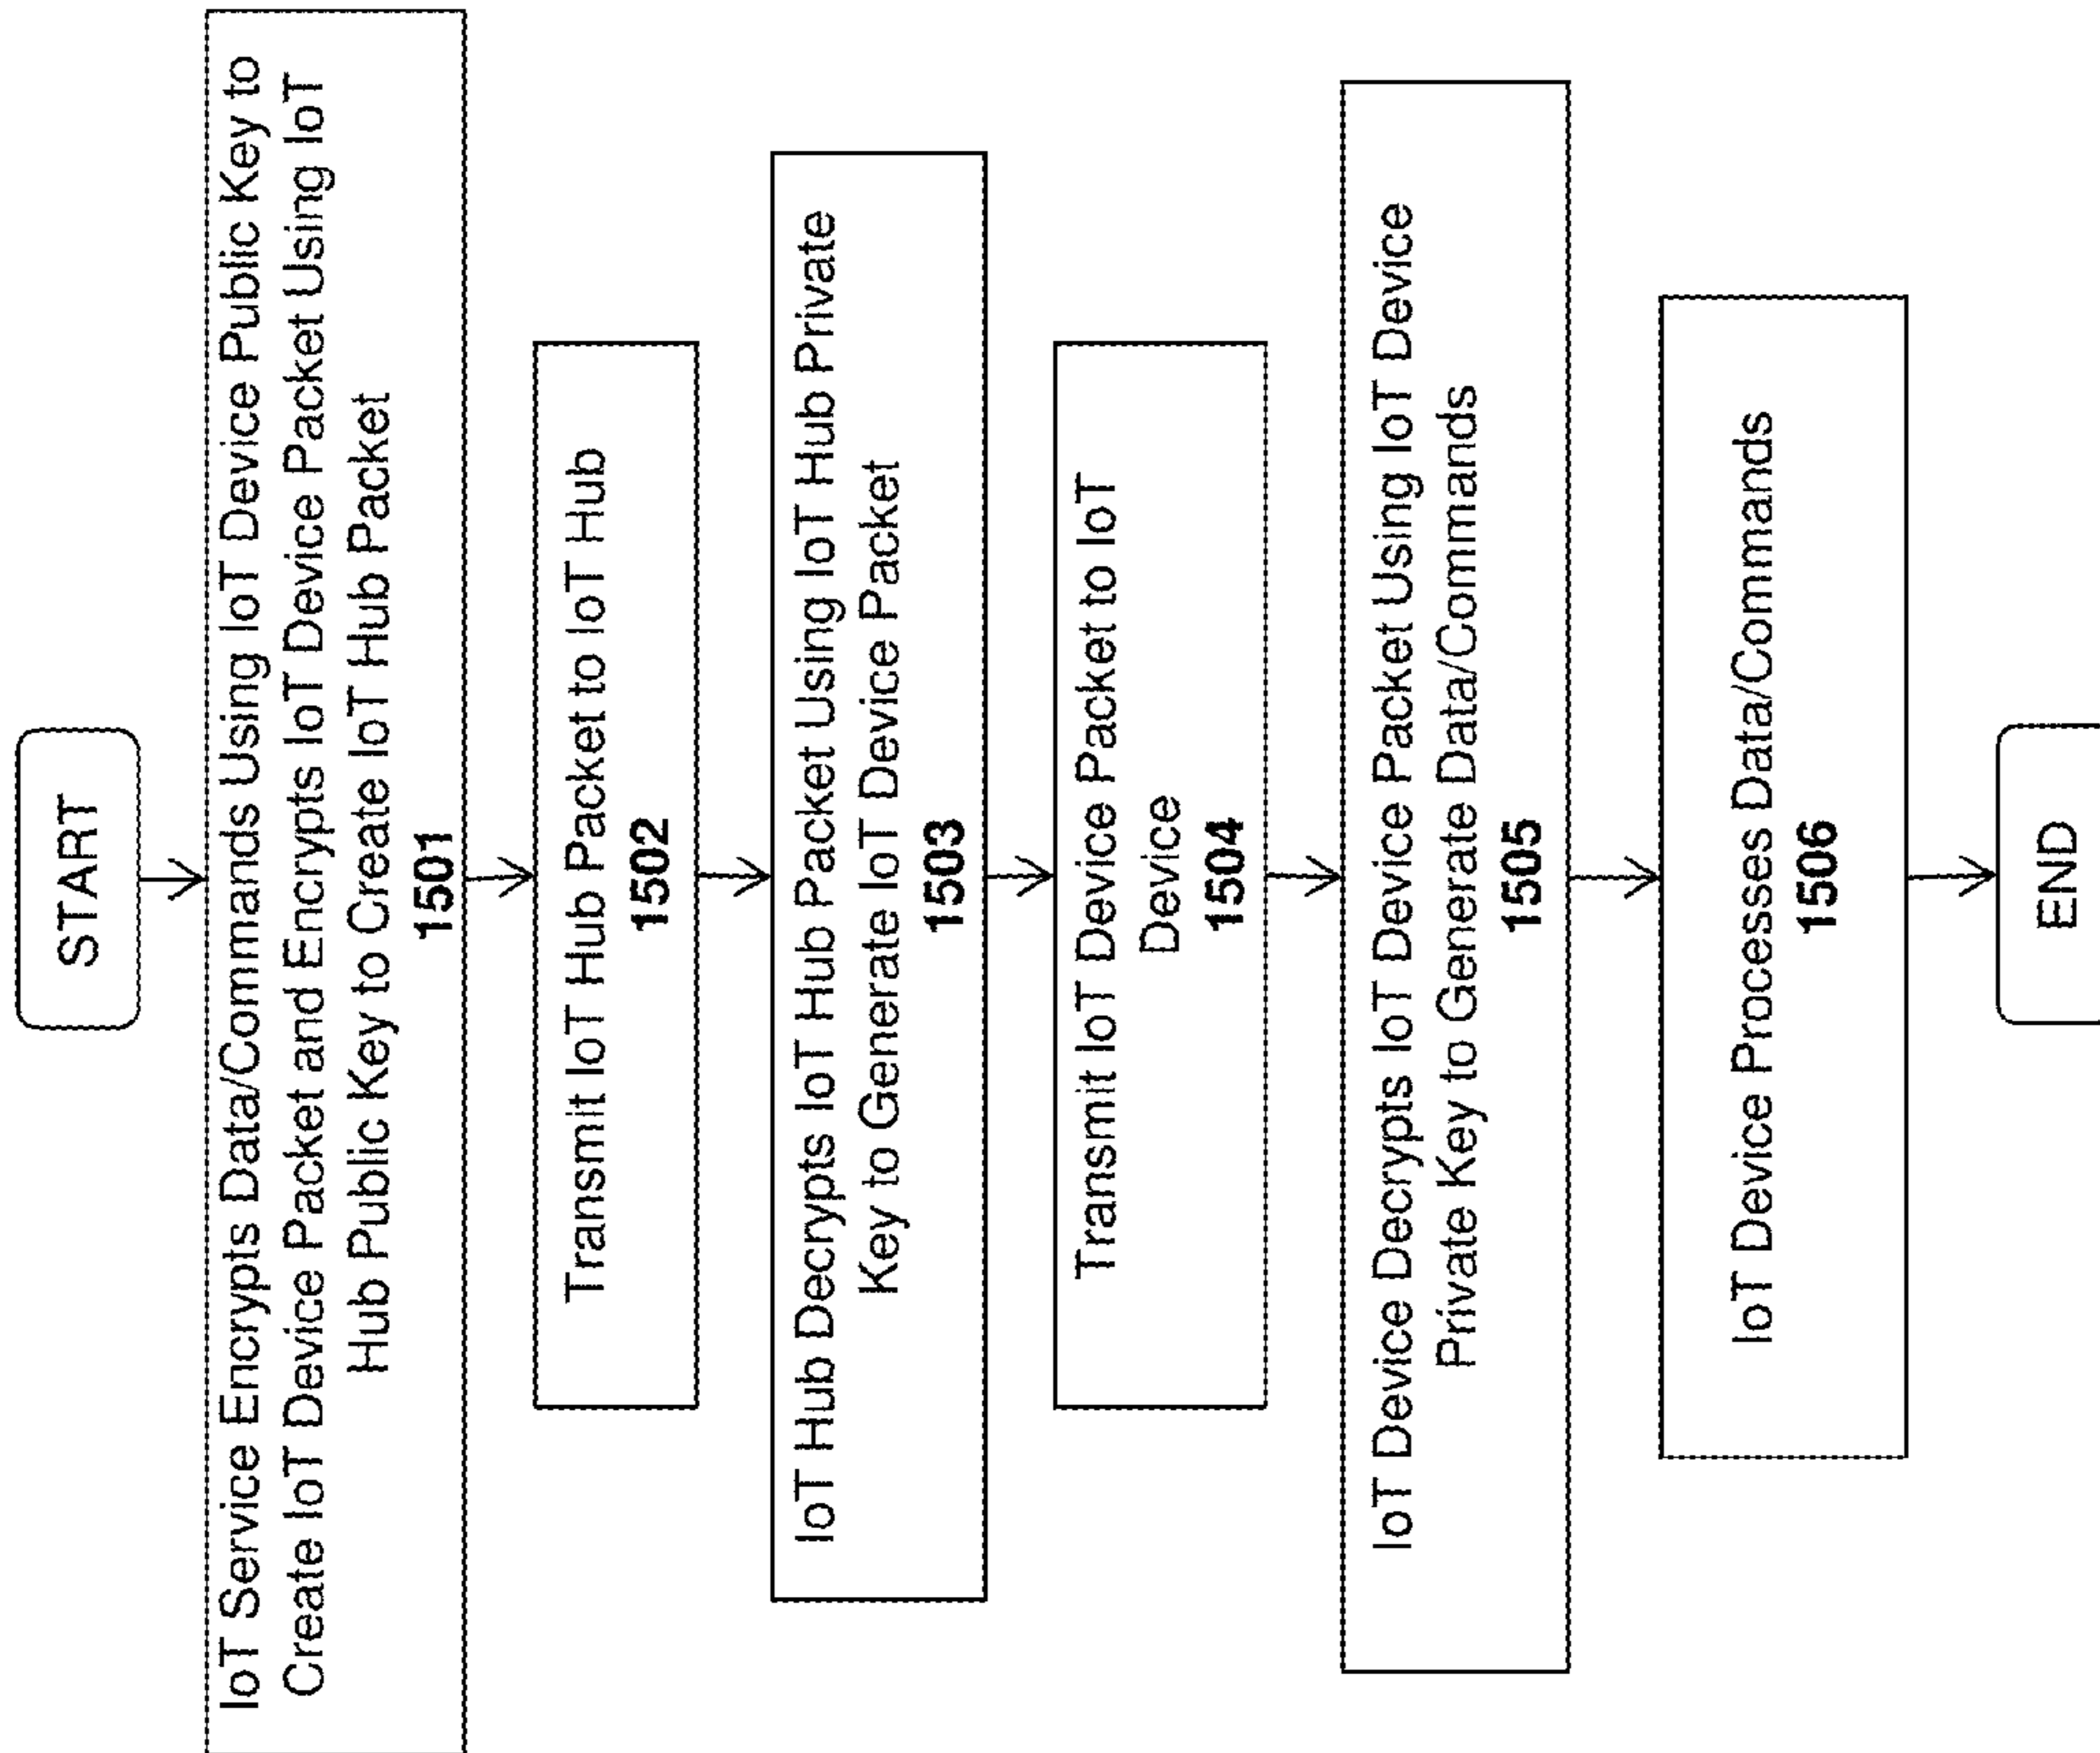 START
IoT Service Encrypts Data/Commands Using IoT Device Public Key to
Create IoT Device Packet and Encrypts IoT Device Packet Using IoT
Hub Public Key to Create IoT Hub Packet
1501
Transmit IoT Hub Packet to IoT Hub
1502
IoT Hub Decrypts IoT Hub Packet Using IoT Hub Private
Key to Generate IoT Device Packet
1503
Transmit IoT Device Packet to IoT
Device
1504
IoT Device Decrypts IoT Device Packet Using IoT Device
Private Key to Generate Data/Commands
1505
IoT Device Processes Data/Commands
1506
END